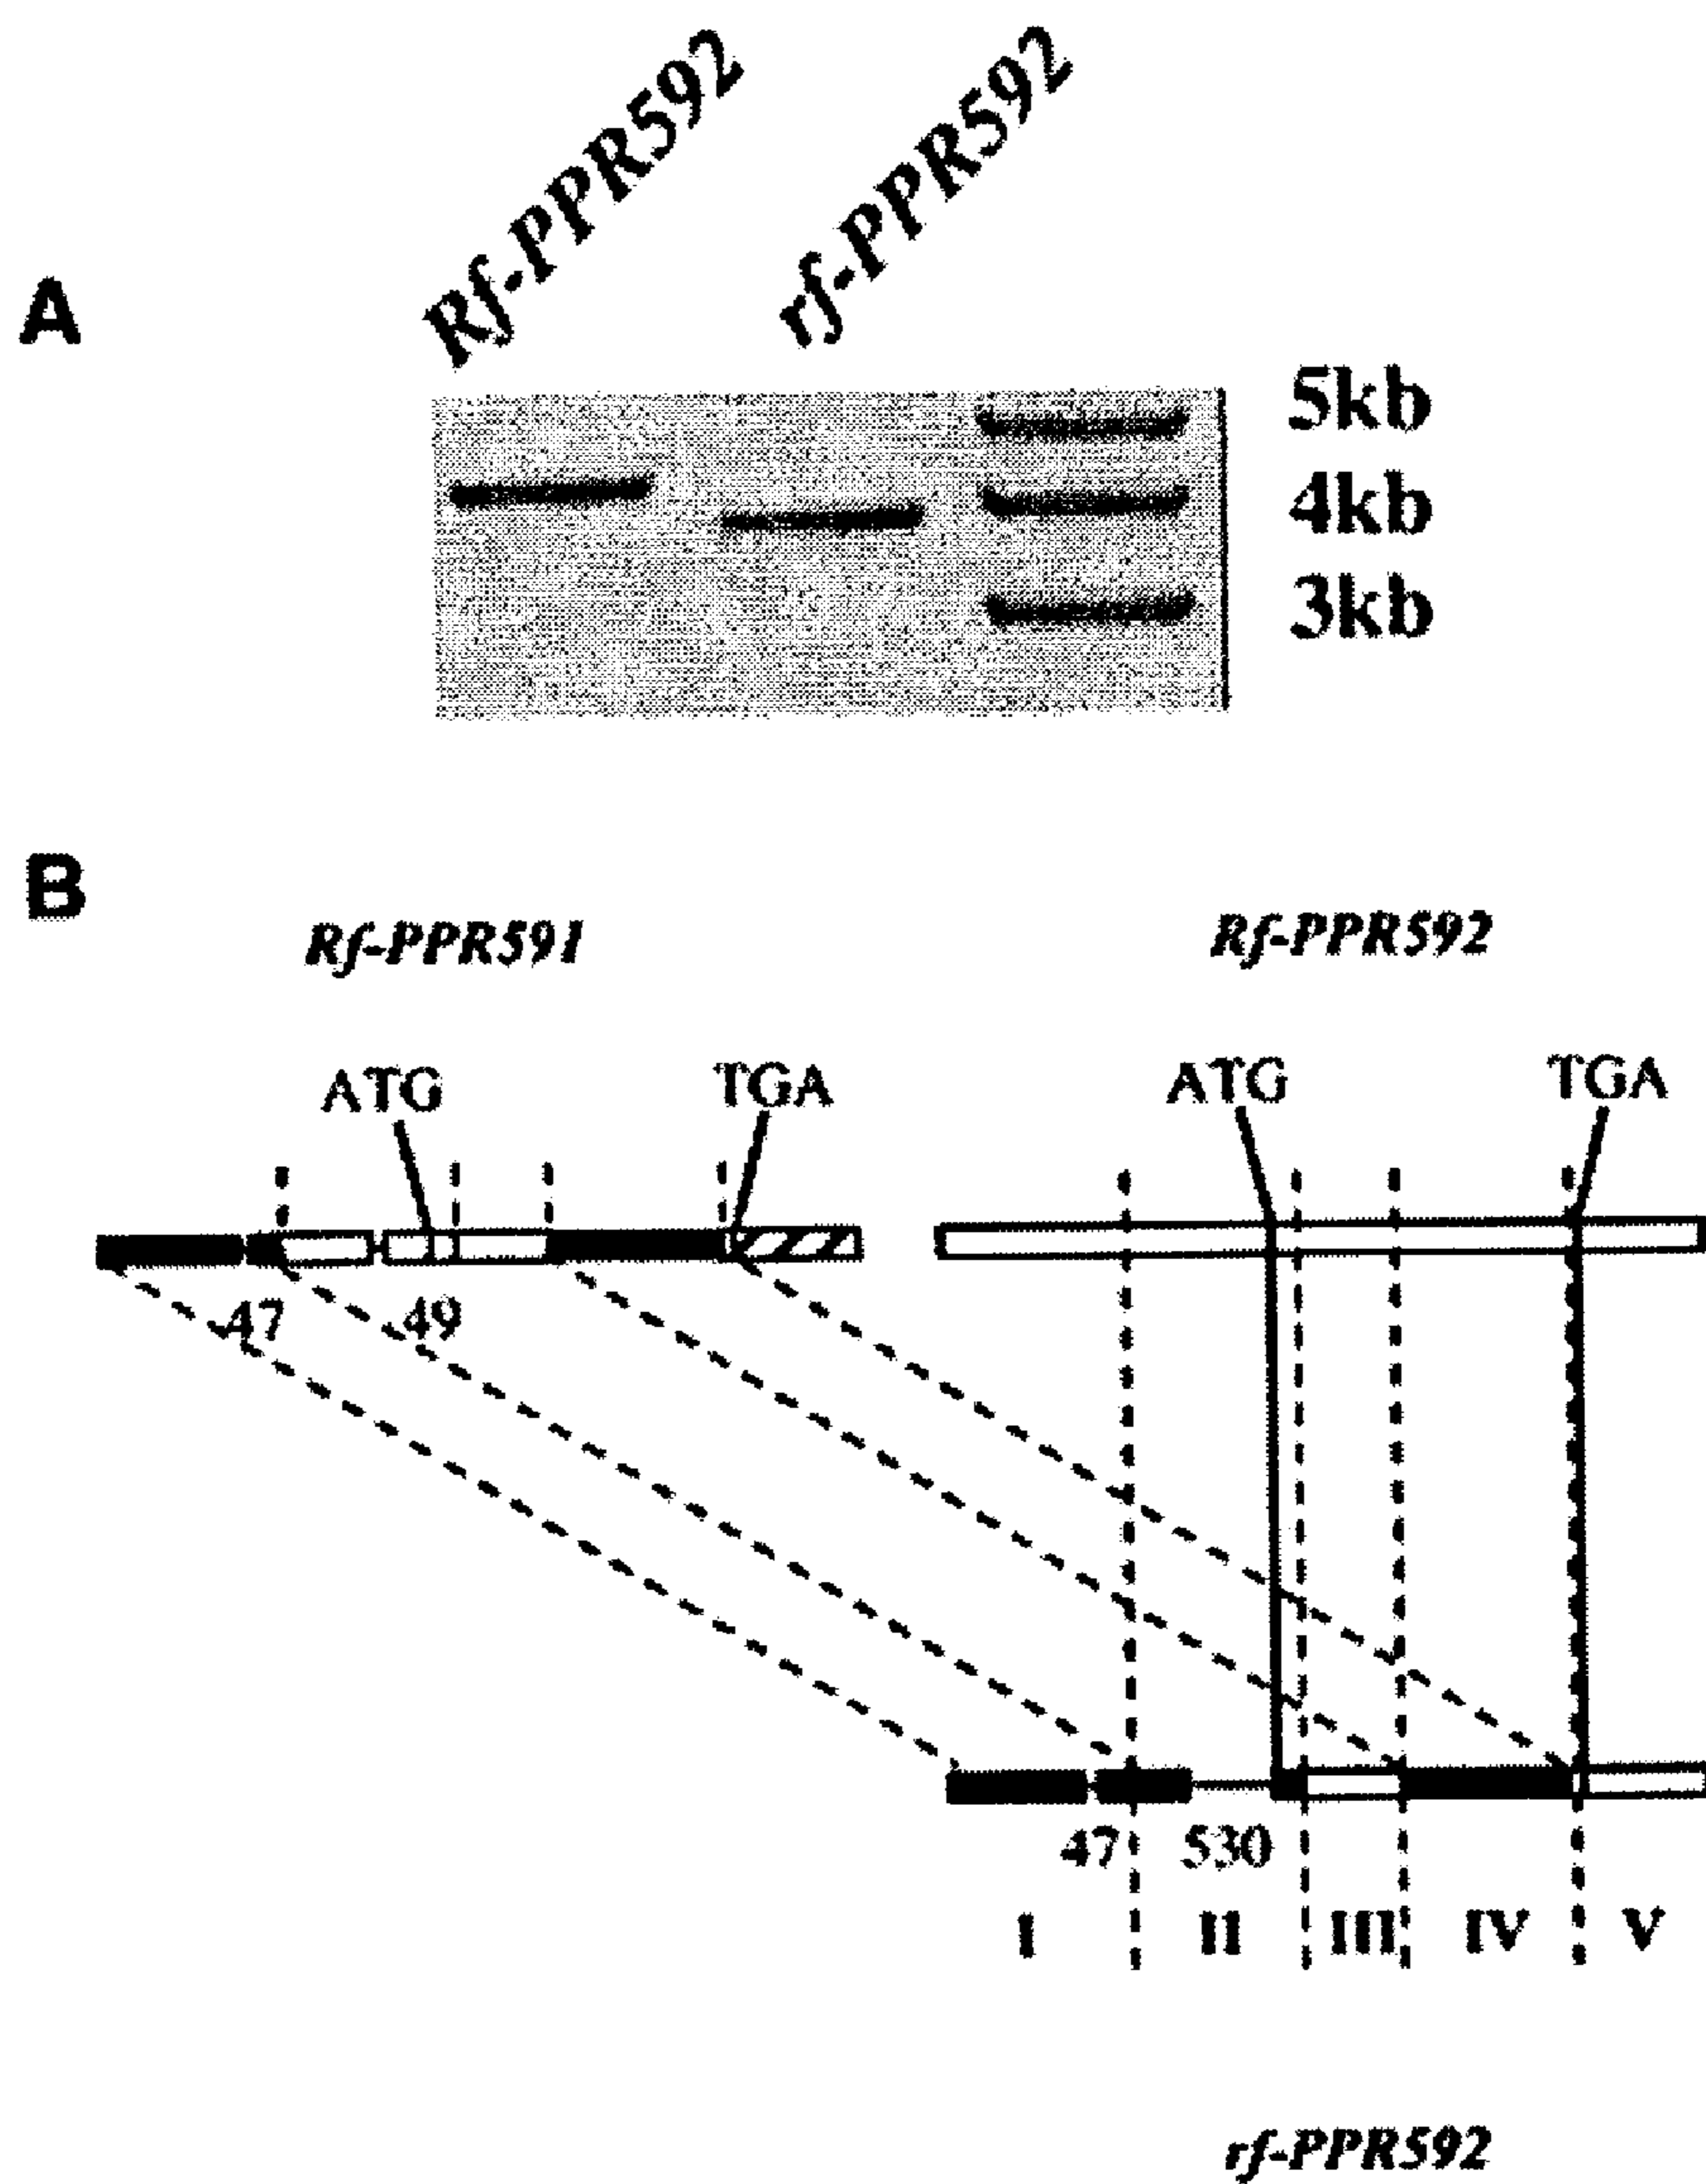 Rf-PPR592
rf-PPR592
A
5kb
4kb
3kb
B
Rf-PPR591
Rf-PPR592
ATG
TGA
ATG
TGA
47
49
47
530
I
II
III
IV
V
rf-PPR592